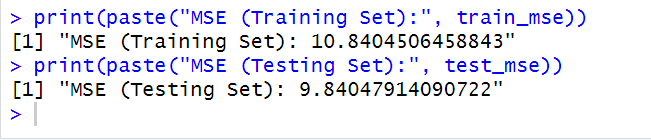 > print(paste("MSE (Training Set):", train_mse))
[1] "MSE (Training Set): 10.8404506458843"
> print(paste("MSE (Testing Set):", test_mse))
[1] "MSE (Testing Set): 9.84047914090722"
>